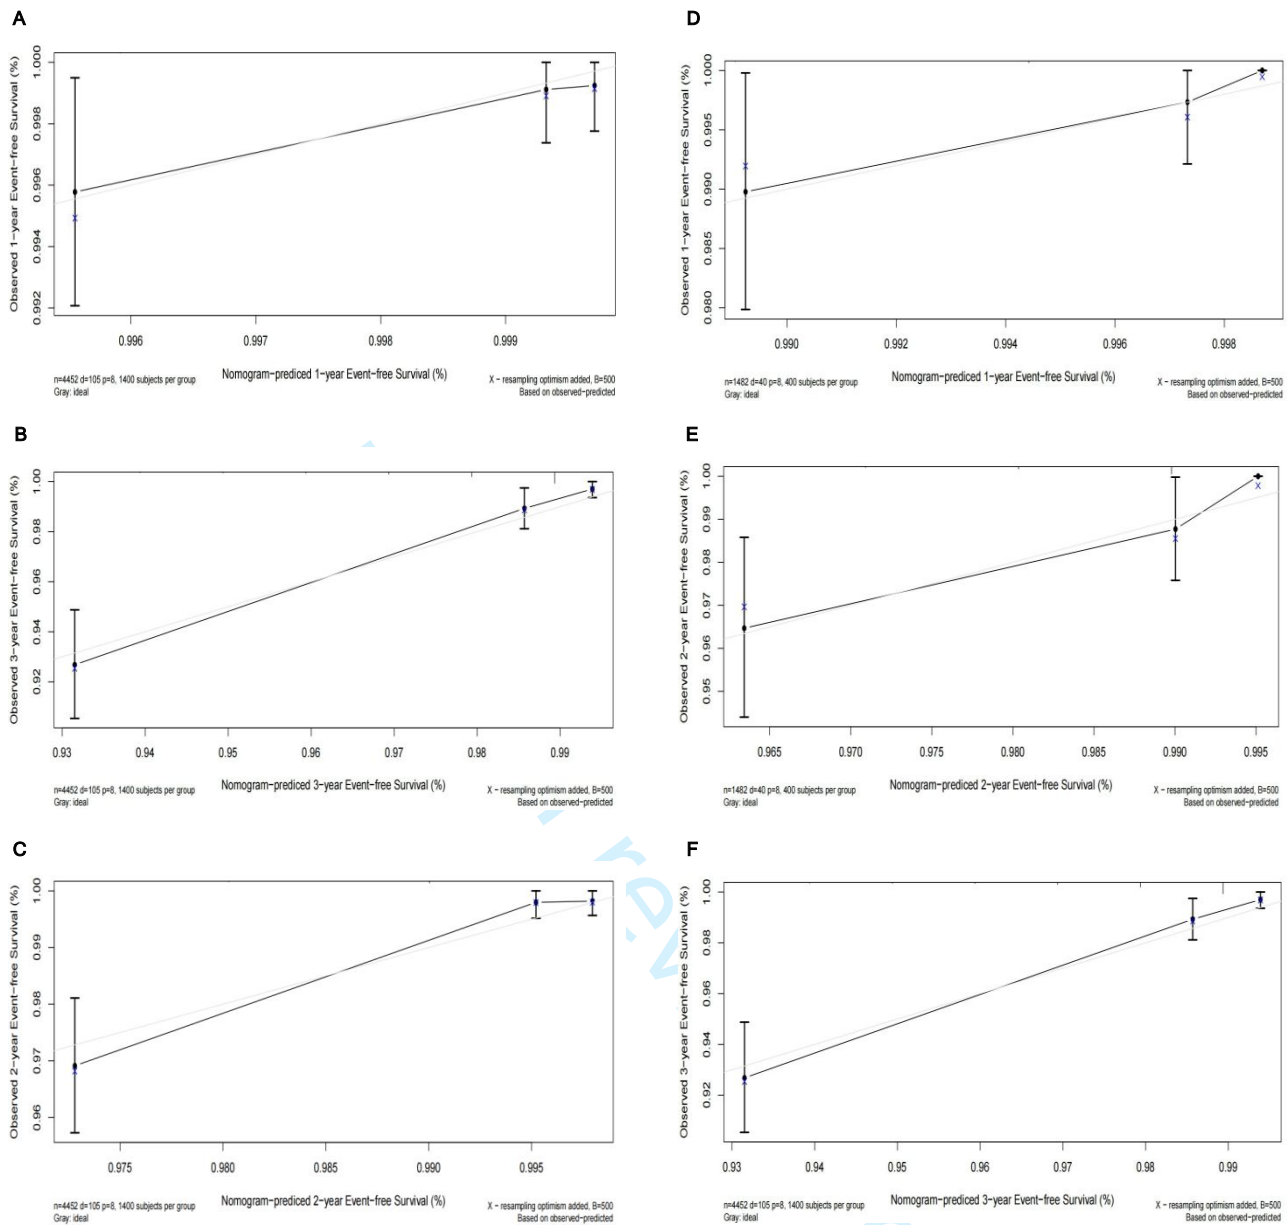 A
Observed 1-year Event-free Survival (%)
1.000
0.998
0.996
0.994
0.992
0.996 0.997 0.998 0.999
Nomogram-prediced 1-year Event-free Survival (%)
n=4452 d=105 p=8, 1400 subjects per group
Gray: ideal
X - resampling optimism added, B=500
Based on observed-predicted
B
Observed 3-year Event-free Survival (%)
1.00
0.98
0.96
0.94
0.92
0.93 0.94 0.95 0.96 0.97 0.98 0.99
Nomogram-prediced 3-year Event-free Survival (%)
n=4452 d=105 p=8, 1400 subjects per group
Gray: ideal
X - resampling optimism added, B=500
Based on observed-predicted
C
Observed 2-year Event-free Survival (%)
1.00
0.99
0.98
0.97
0.96
0.975 0.980 0.985 0.990 0.995
Nomogram-prediced 2-year Event-free Survival (%)
n=4452 d=105 p=8, 1400 subjects per group
Gray: ideal
X - resampling optimism added, B=500
Based on observed-predicted
D
Observed 1-year Event-free Survival (%)
1.000
0.995
0.990
0.985
0.980
0.990 0.992 0.994 0.996 0.998
Nomogram-prediced 1-year Event-free Survival (%)
n=1482 d=40 p=8, 400 subjects per group
Gray: ideal
X - resampling optimism added, B=500
Based on observed-predicted
E
Observed 2-year Event-free Survival (%)
1.00
0.99
0.98
0.97
0.96
0.95
0.965 0.970 0.975 0.980 0.985 0.990 0.995
Nomogram-prediced 2-year Event-free Survival (%)
n=1482 d=40 p=8, 400 subjects per group
Gray: ideal
X - resampling optimism added, B=500
Based on observed-predicted
F
Observed 3-year Event-free Survival (%)
1.00
0.98
0.96
0.94
0.92
0.93 0.94 0.95 0.96 0.97 0.98 0.99
Nomogram-prediced 3-year Event-free Survival (%)
n=4452 d=105 p=8, 1400 subjects per group
Gray: ideal
X - resampling optimism added, B=500
Based on observed-predicted